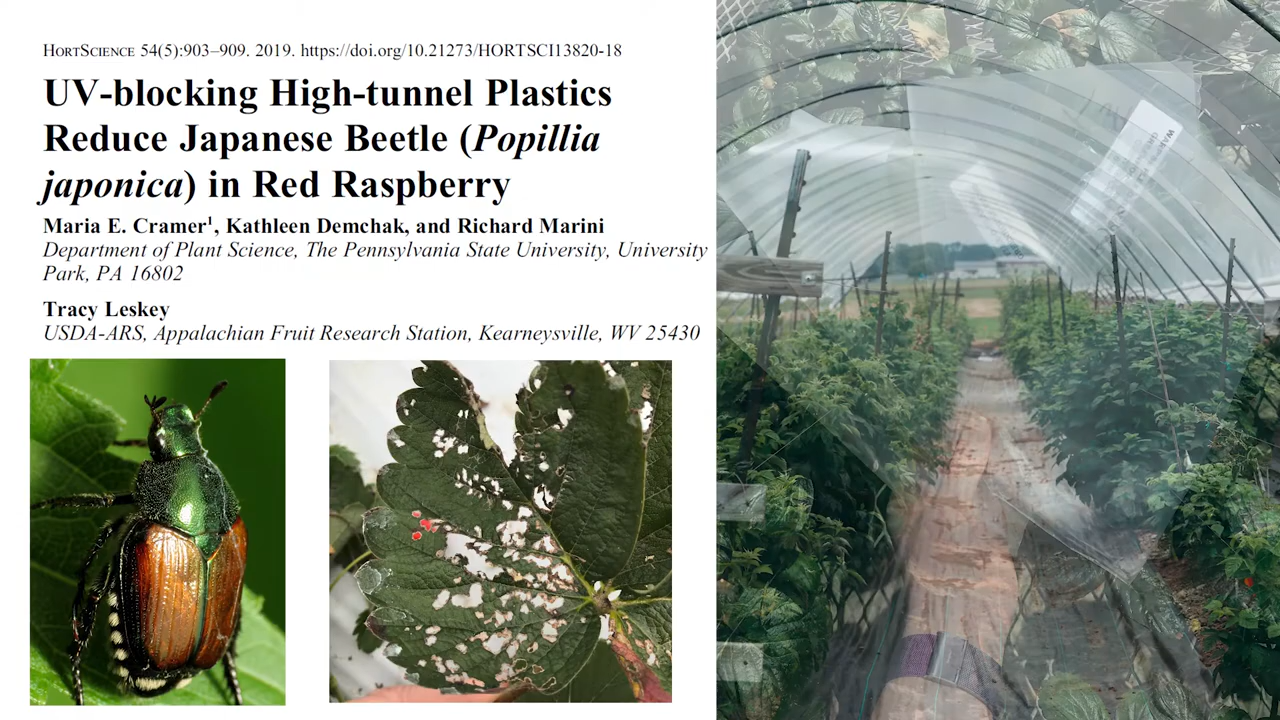 HORTSCIENCE 54(5):903–909. 2019. https://doi.org/10.21273/HORTSCI13820-18
UV-blocking High-tunnel Plastics
Reduce Japanese Beetle (Popillia
japonica) in Red Raspberry
Maria E. Cramer¹, Kathleen Demchak, and Richard Marini
Department of Plant Science, The Pennsylvania State University, University
Park, PA 16802
Tracy Leskey
USDA-ARS, Appalachian Fruit Research Station, Kearneysville, WV 25430